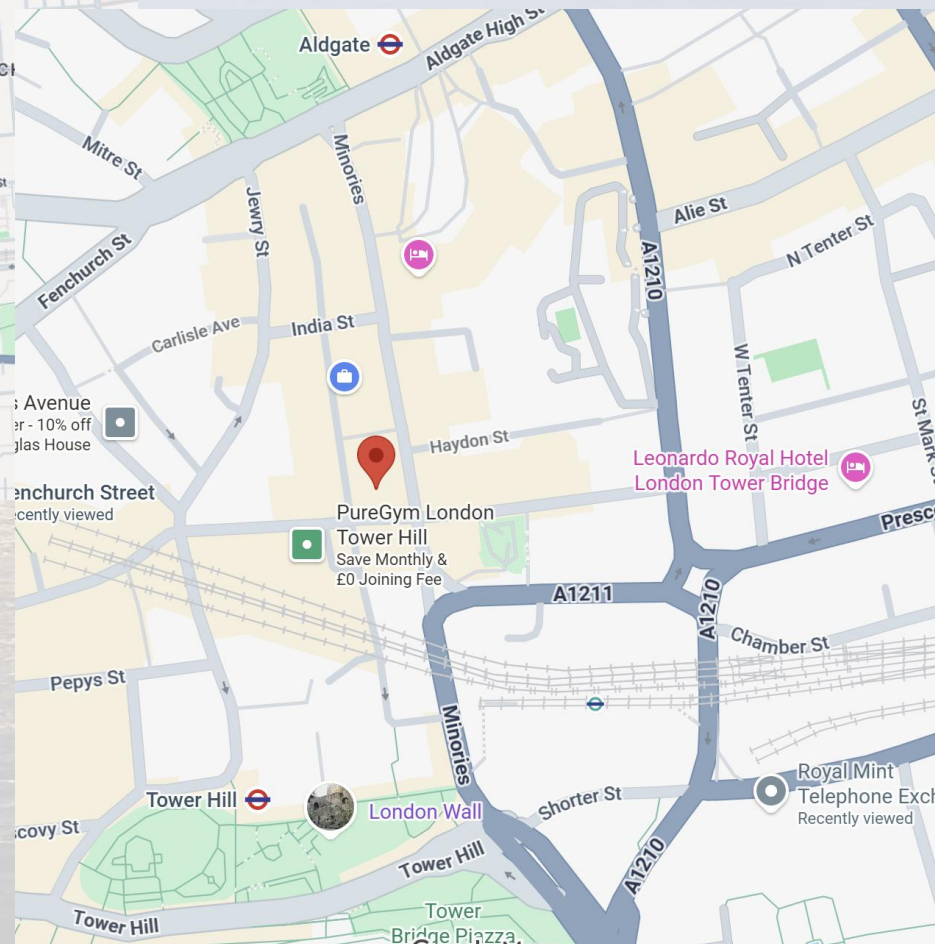 Aldgate
Aldgate High St
Mitre St
Minories
Jewry St
Alie St
Fenchurch St
N Tenter St
A1210
Carlisle Ave
India St
W Tenter St
s Avenue
er - 10% off
glas House
St Mark S
Haydon St
Leonardo Royal Hotel
London Tower Bridge
enchurch Street
ecently viewed
PureGym London
Tower Hill
Save Monthly &
£0 Joining Fee
Presc
A1211
A1210
Chamber St
Pepys St
Minories
Royal Mint
Telephone Exch
Recently viewed
Tower Hill
London Wall
Shorter St
scovy St
Tower Hill
A1210
Tower Hill
Tower
Bridge Piazza